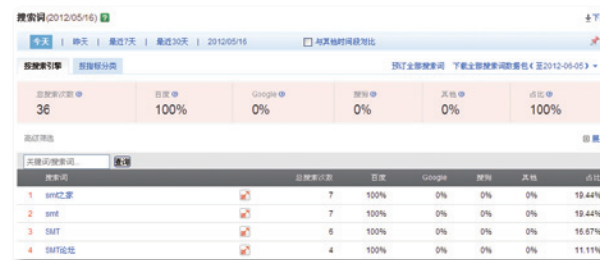 搜索词(2012/05/16)
今天 | 昨天 | 最近7天 | 最近30天 | 2012/05/16 与其他时间段对比
按搜索引擎 按指标分类 预订全部搜索词 下载全部搜索词数据包(至2012-06-05)
总搜索次数 百度 Google 搜狗 其他 占比
36 100% 0% 0% 0% 100%
高级筛选
关键词/搜索词... 查询
搜索词 总搜索次数 百度 Google 搜狗 其他 占比
1 smt之家 7 100% 0% 0% 0% 19.44%
2 smt 7 100% 0% 0% 0% 19.44%
3 SMT 6 100% 0% 0% 0% 16.67%
4 SMT论坛 4 100% 0% 0% 0% 11.11%